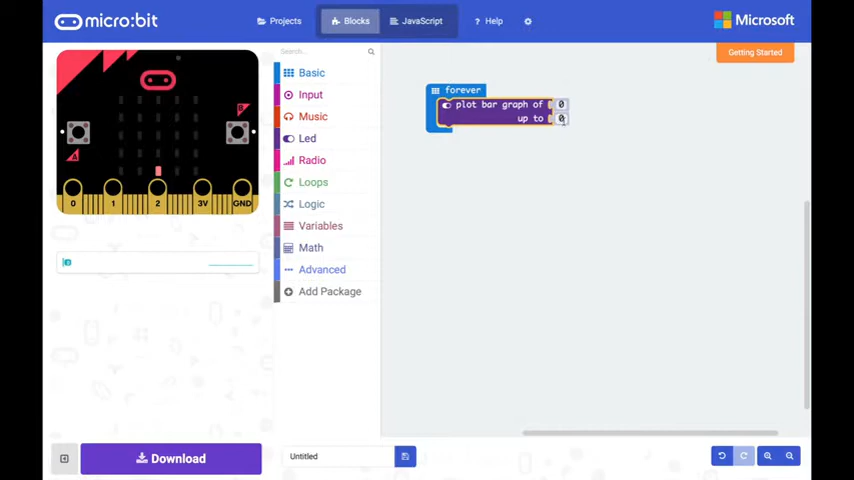 micro:bit
Projects
Blocks
JavaScript
Help
Microsoft
Getting Started
Search...
Basic
Input
Music
Led
Radio
Loops
Logic
Variables
Math
Advanced
Add Package
forever
plot bar graph of 0
up to 0
B
A
0 1 2 3V GND
Download
Untitled